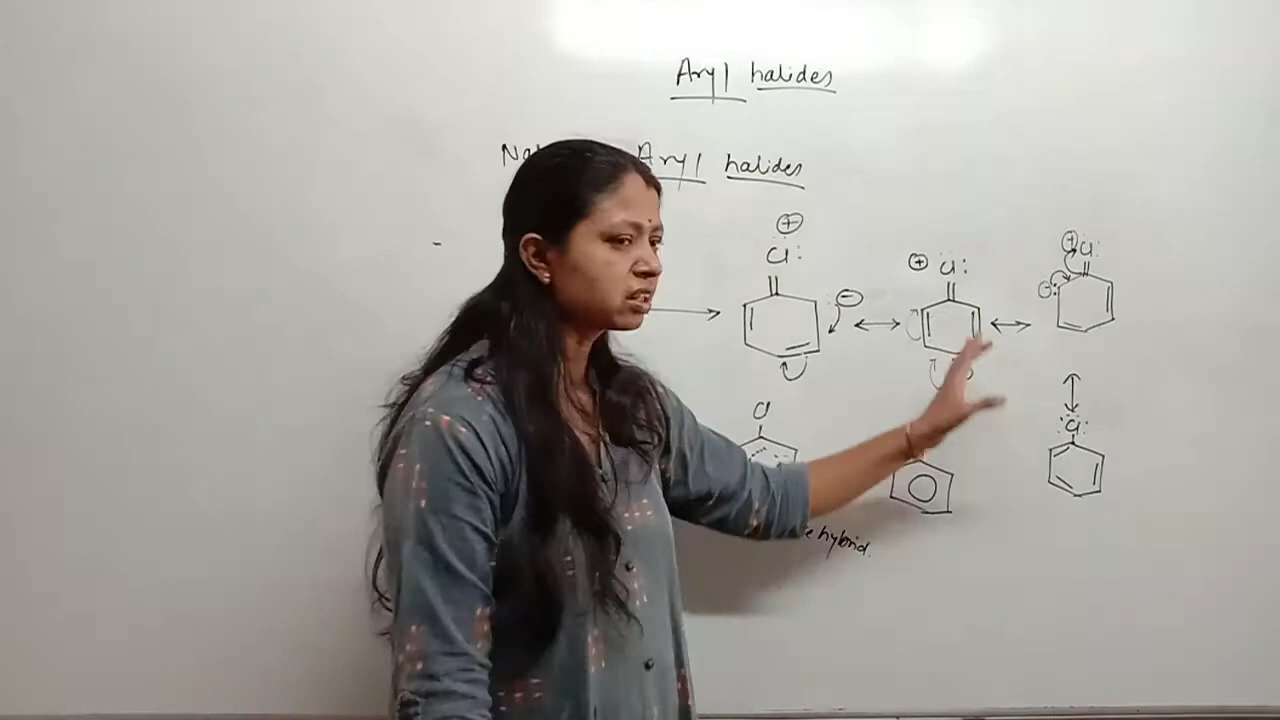 Aryl halides
Aryl halides
⊕
Cl:
⊖
⊕ Cl:
⊕ Cl:
⊖:
Cl
:Cl:
hybrid.